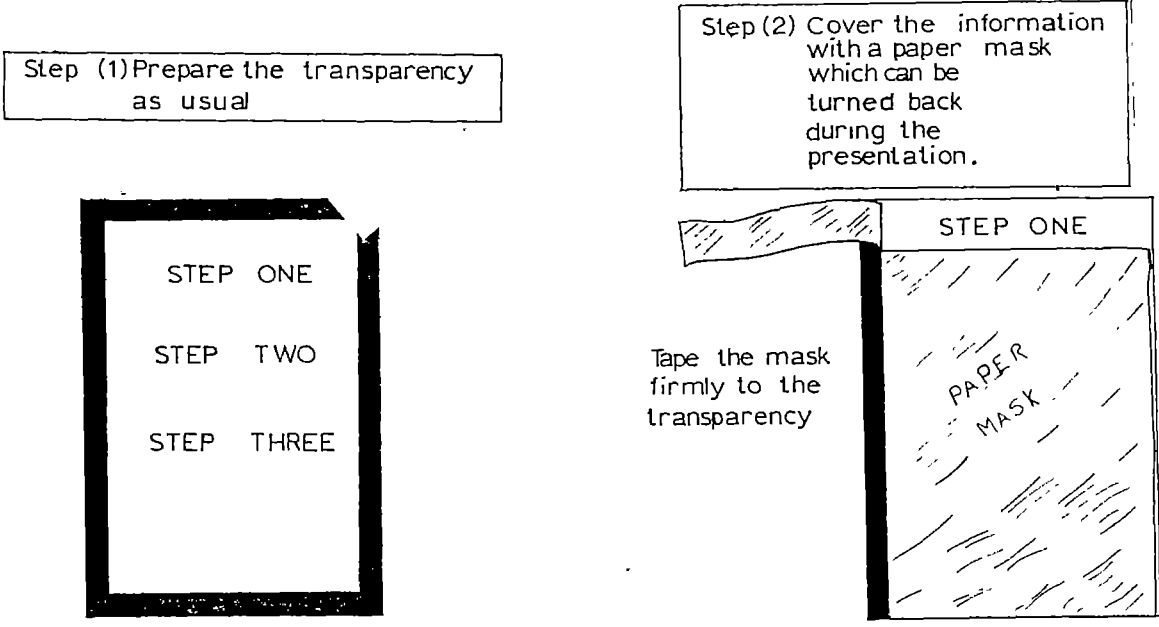 Step (1) Prepare the transparency
as usual
STEP ONE
STEP TWO
STEP THREE
Step (2) Cover the information
with a paper mask
which can be
turned back
during the
presentation.
STEP ONE
Tape the mask
firmly to the
transparency
PAPER
MASK